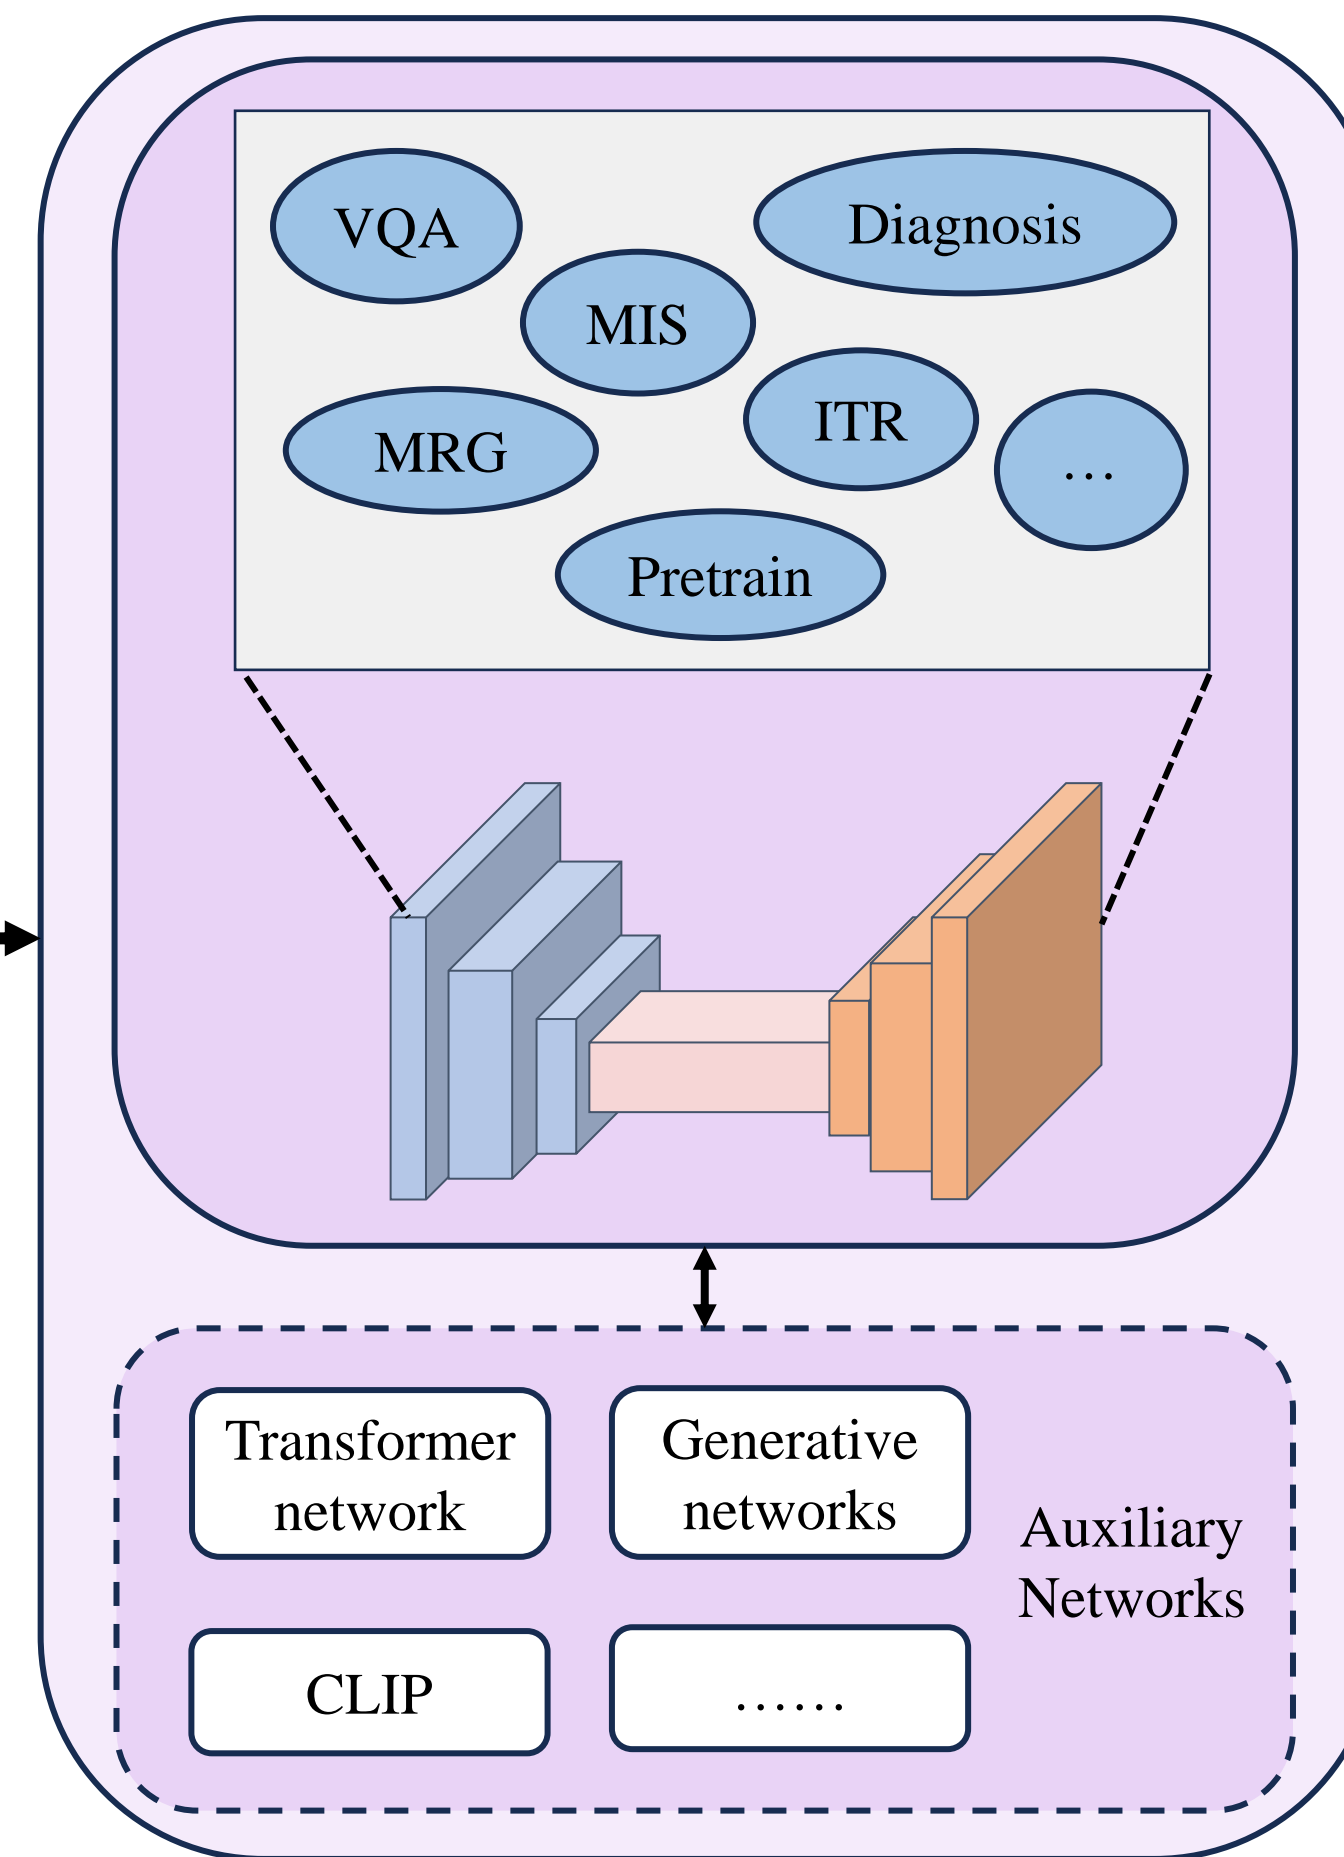 VQA
Diagnosis
MIS
ITR
MRG
…
Pretrain
Transformer
network
Generative
networks
Auxiliary
Networks
CLIP
……